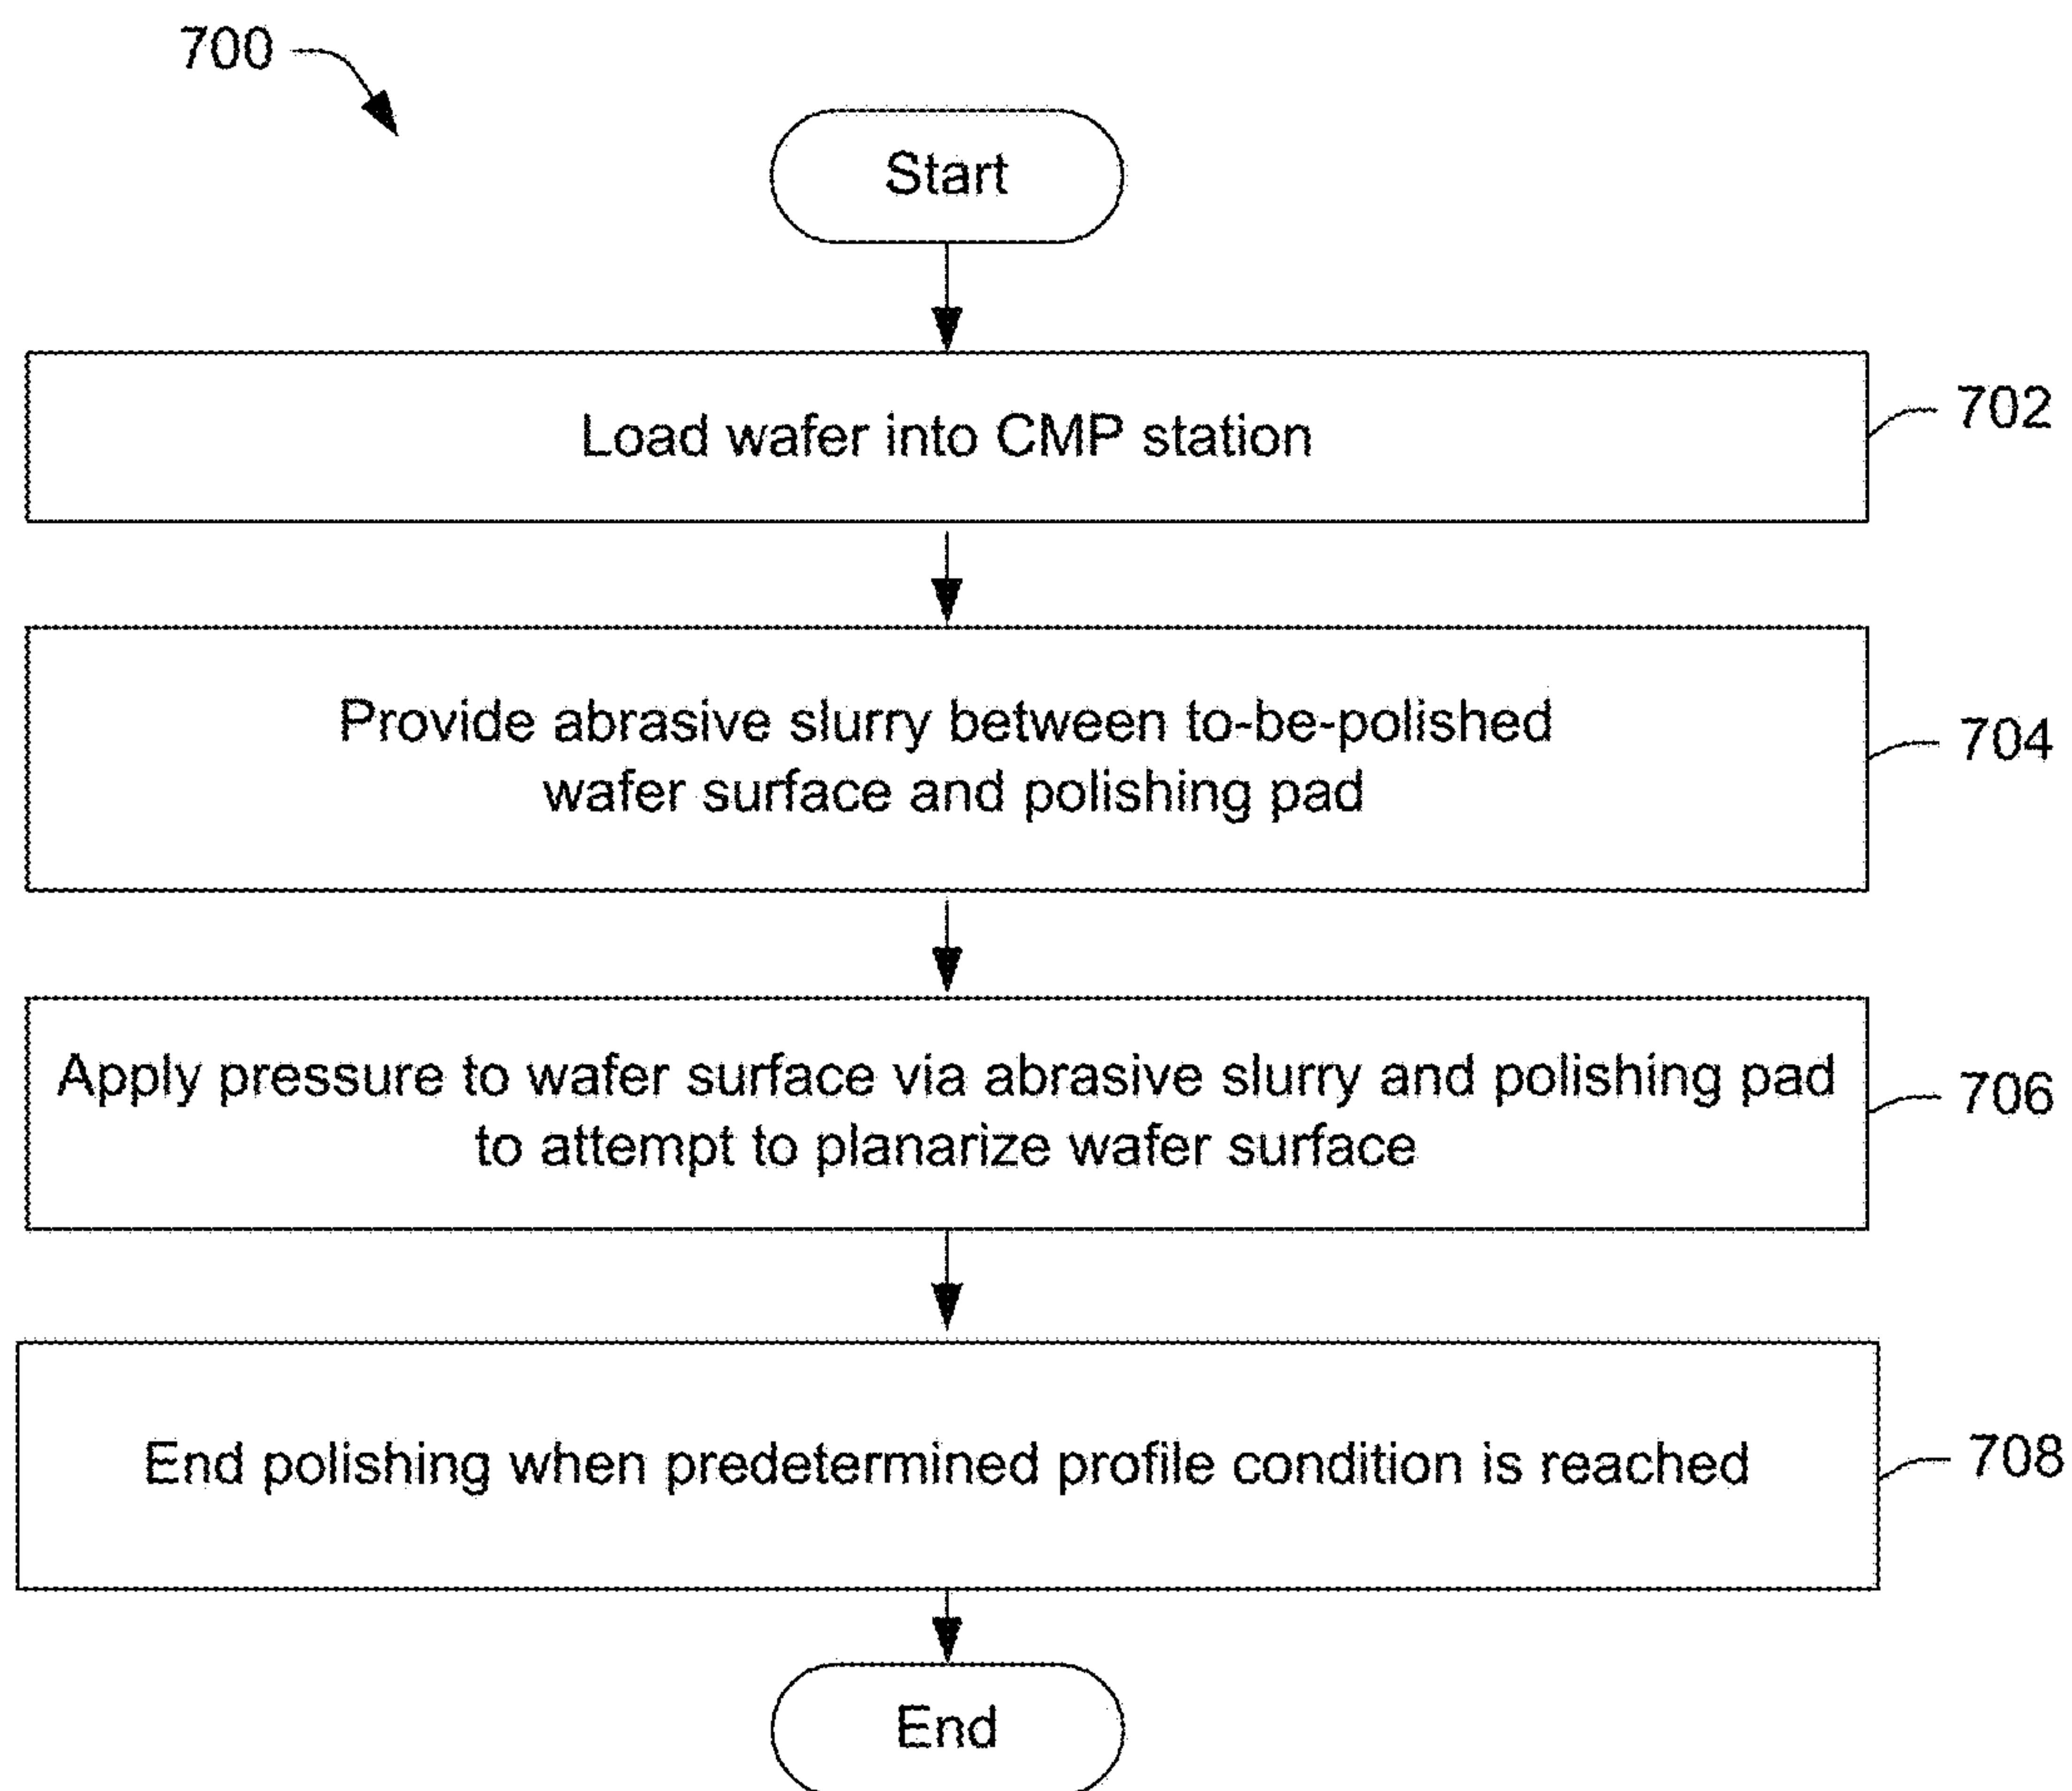 700
Start
Load wafer into CMP station
702
Provide abrasive slurry between to-be-polished
wafer surface and polishing pad
704
Apply pressure to wafer surface via abrasive slurry and polishing pad
to attempt to planarize wafer surface
706
End polishing when predetermined profile condition is reached
708
End